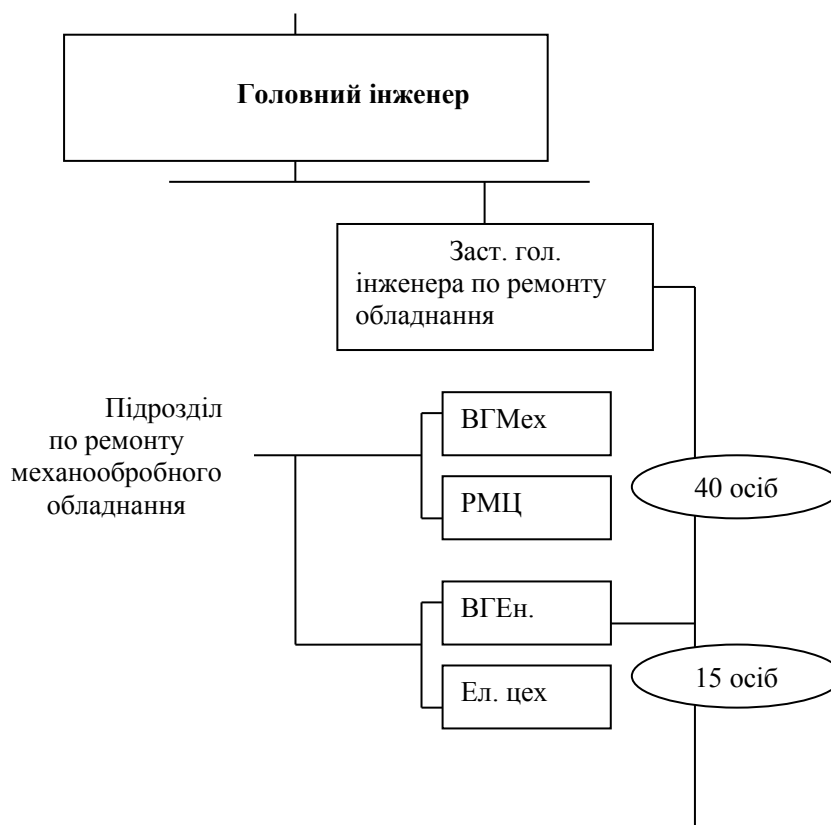 Головний інженер
Заст. гол.
інженера по ремонту
обладнання
Підрозділ
по ремонту
механообробного
обладнання
ВГМех
РМЦ
40 осіб
ВГЕн.
Ел. цех
15 осіб